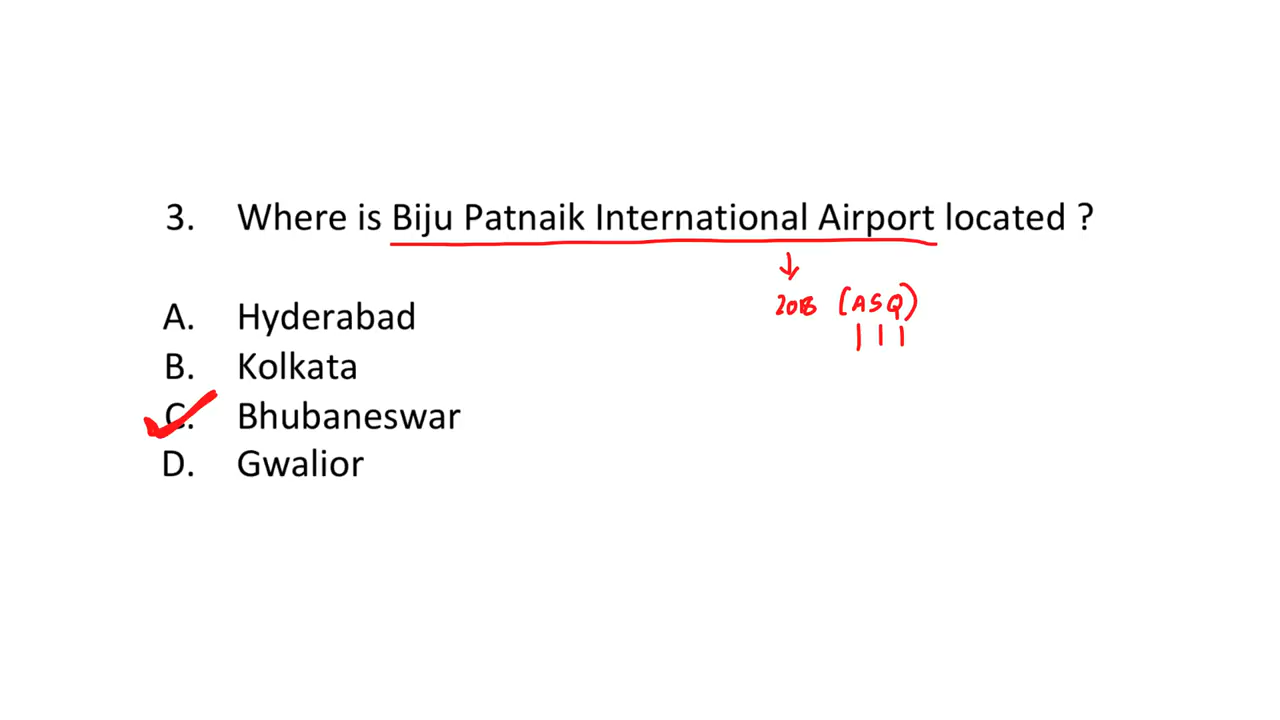 3. Where is Biju Patnaik International Airport located ?
2018 (ASQ)
A. Hyderabad
B. Kolkata
C. Bhubaneswar
D. Gwalior